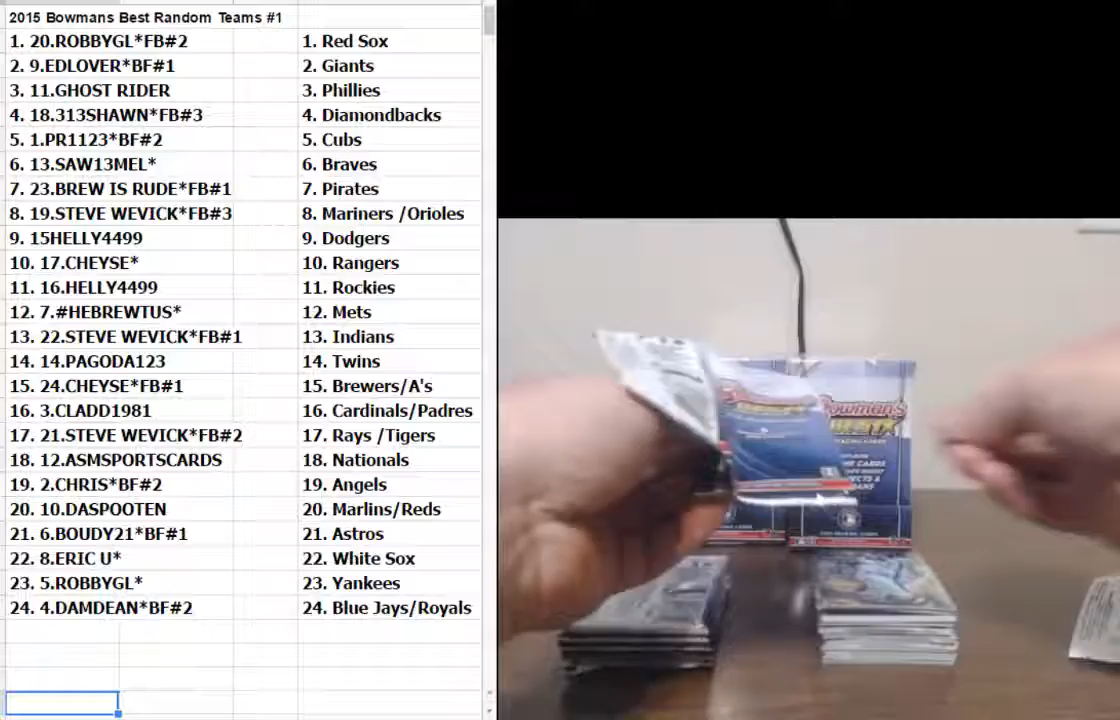 2015 Bowmans Best Random Teams #1
1. 20.ROBBYGL*FB#2 1. Red Sox
2. 9.EDLOVER*BF#1 2. Giants
3. 11.GHOST RIDER 3. Phillies
4. 18.313SHAWN*FB#3 4. Diamondbacks
5. 1.PR1123*BF#2 5. Cubs
6. 13.SAW13MEL* 6. Braves
7. 23.BREW IS RUDE*FB#1 7. Pirates
8. 19.STEVE WEVICK*FB#3 8. Mariners /Orioles
9. 15HELLY4499 9. Dodgers
10. 17.CHEYSE* 10. Rangers
11. 16.HELLY4499 11. Rockies
12. 7.#HEBREWTUS* 12. Mets
13. 22.STEVE WEVICK*FB#1 13. Indians
14. 14.PAGODA123 14. Twins
15. 24.CHEYSE*FB#1 15. Brewers/A's
16. 3.CLADD1981 16. Cardinals/Padres
17. 21.STEVE WEVICK*FB#2 17. Rays /Tigers
18. 12.ASMSPORTSCARDS 18. Nationals
19. 2.CHRIS*BF#2 19. Angels
20. 10.DASPOOTEN 20. Marlins/Reds
21. 6.BOUDY21*BF#1 21. Astros
22. 8.ERIC U* 22. White Sox
23. 5.ROBBYGL* 23. Yankees
24. 4.DAMDEAN*BF#2 24. Blue Jays/Royals